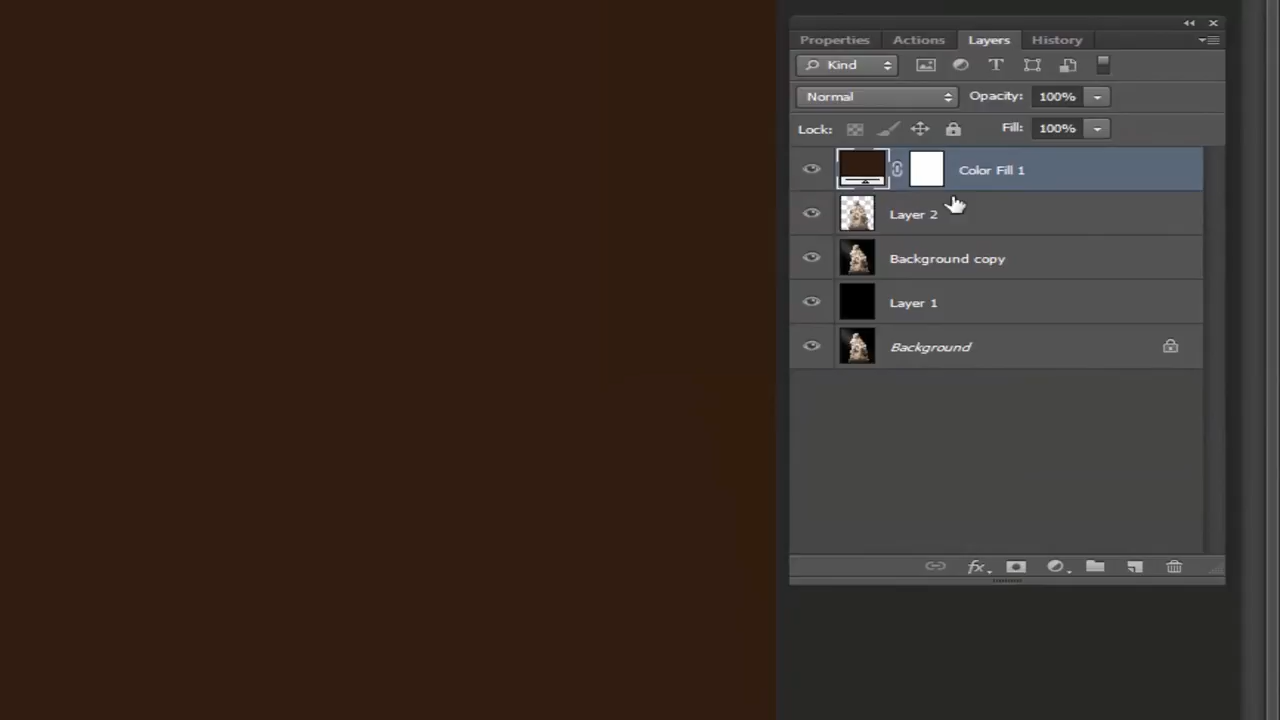 Properties Actions Layers History
Kind T
Normal Opacity: 100%
Lock: Fill: 100%
Color Fill 1
Layer 2
Background copy
Layer 1
Background
fx